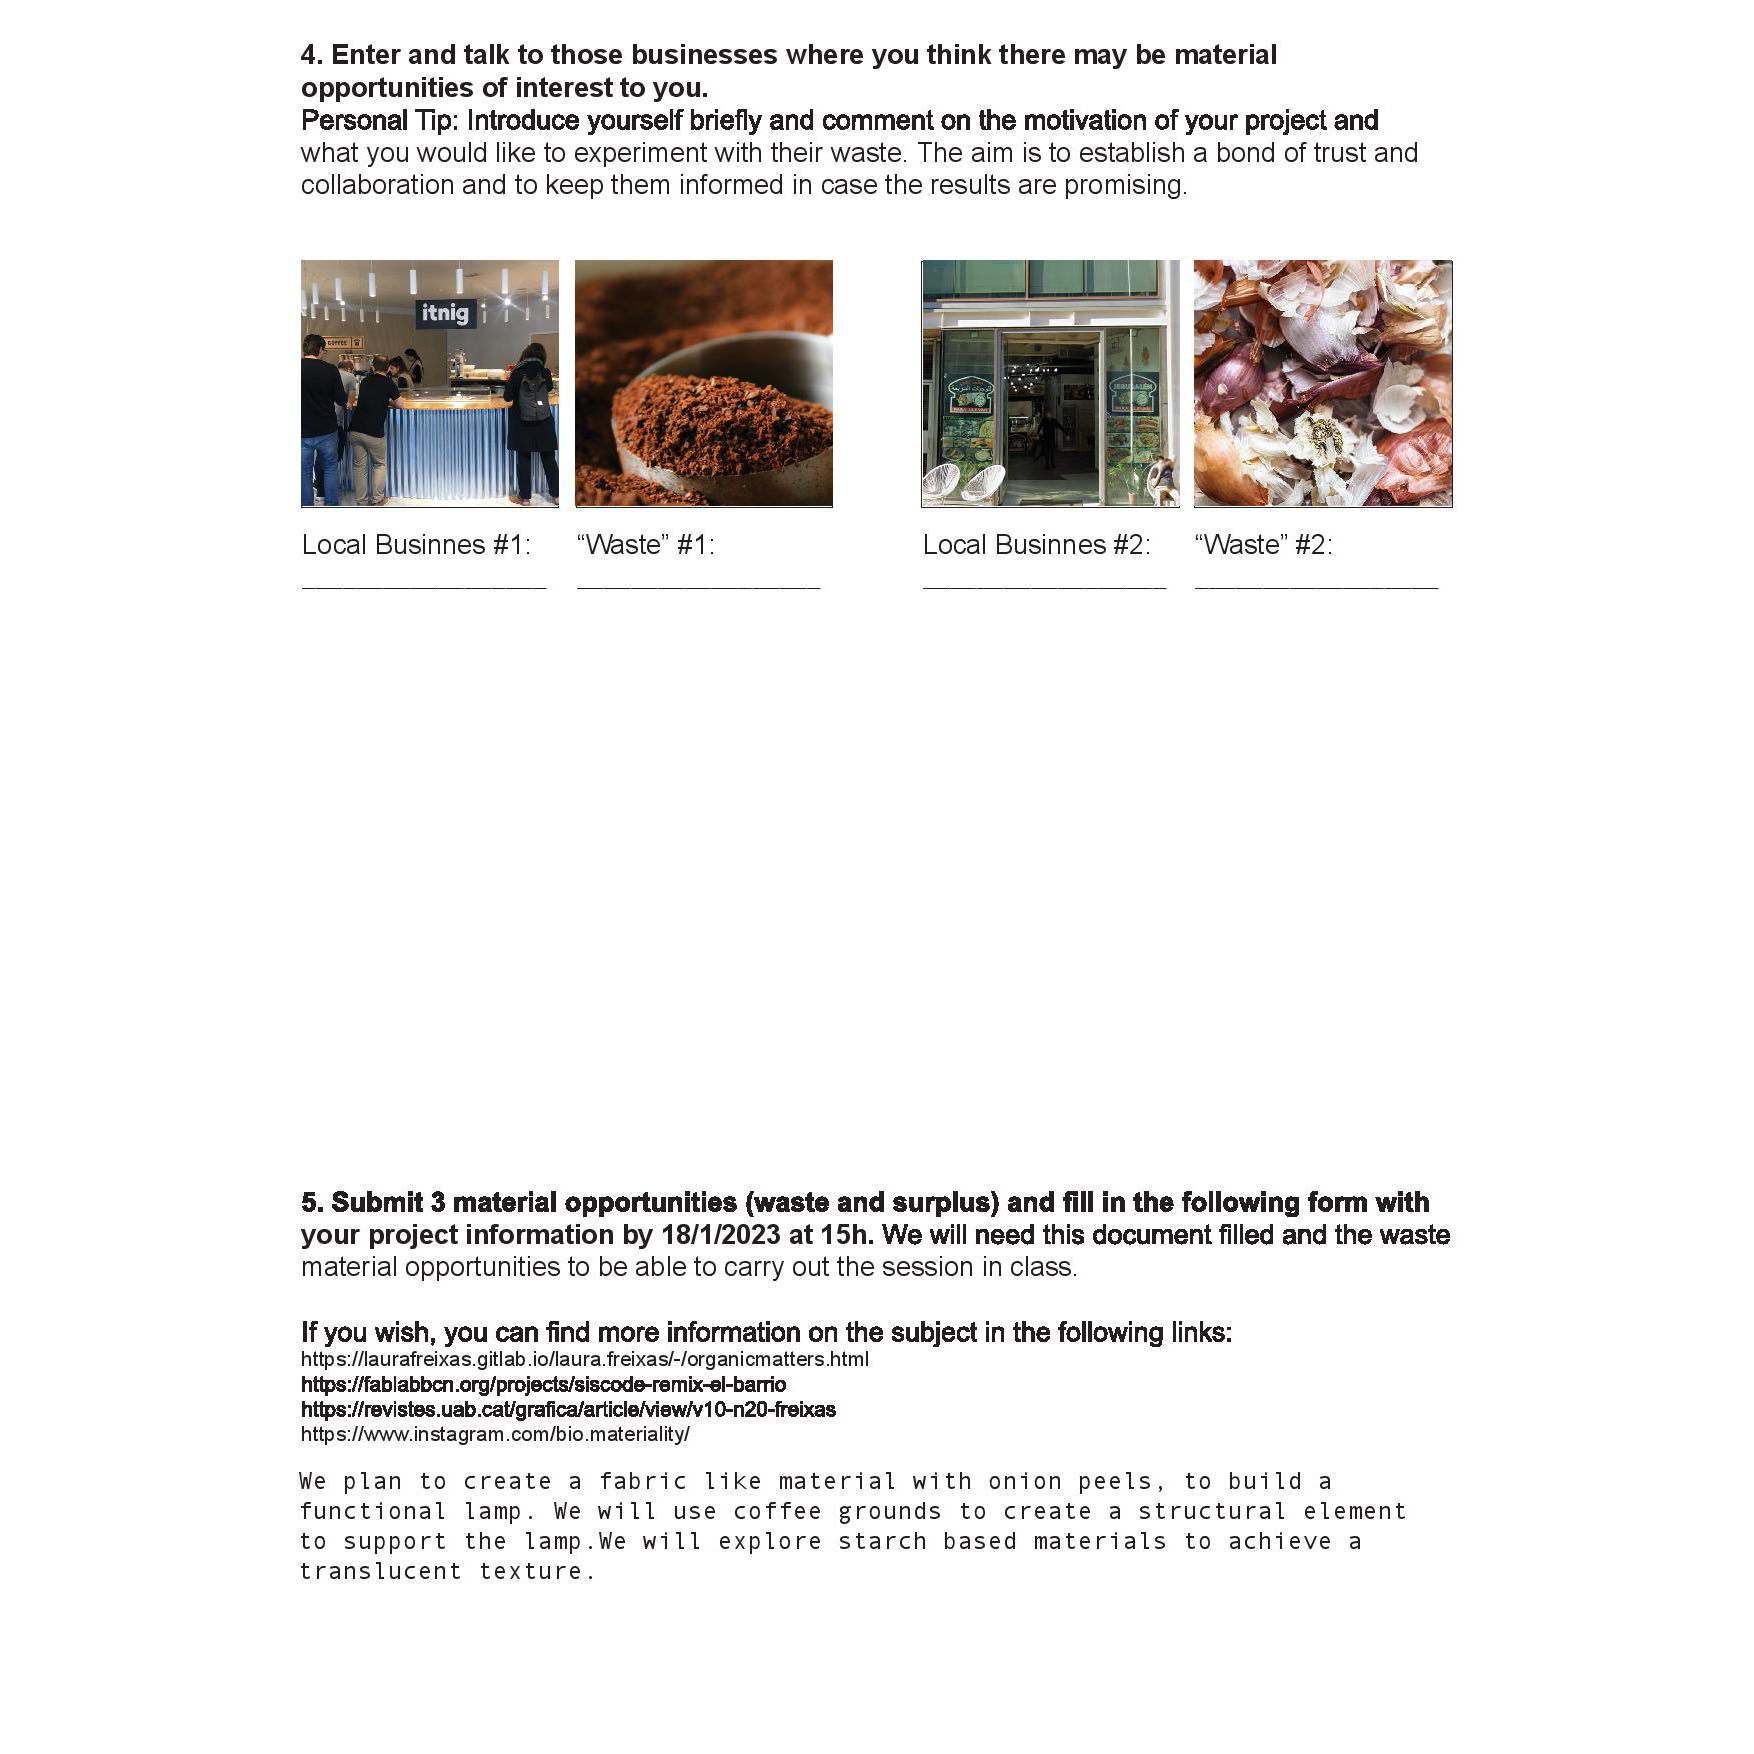 4. Enter and talk to those businesses where you think there may be material
opportunities of interest to you.
Personal Tip: Introduce yourself briefly and comment on the motivation of your project and
what you would like to experiment with their waste. The aim is to establish a bond of trust and
collaboration and to keep them informed in case the results are promising.
itnig
COFFEE
JERUSALEM
Local Businnes #1:
“Waste” #1:
Local Businnes #2:
“Waste” #2:
5. Submit 3 material opportunities (waste and surplus) and fill in the following form with
your project information by 18/1/2023 at 15h. We will need this document filled and the waste
material opportunities to be able to carry out the session in class.
If you wish, you can find more information on the subject in the following links:
https://laurafreixas.gitlab.io/laura.freixas/-/organicmatters.html
https://fablabbcn.org/projects/siscode-remix-el-barrio
https://revistes.uab.cat/grafica/article/view/v10-n20-freixas
https://www.instagram.com/bio.materiality/
We plan to create a fabric like material with onion peels, to build a
functional lamp. We will use coffee grounds to create a structural element
to support the lamp.We will explore starch based materials to achieve a
translucent texture.